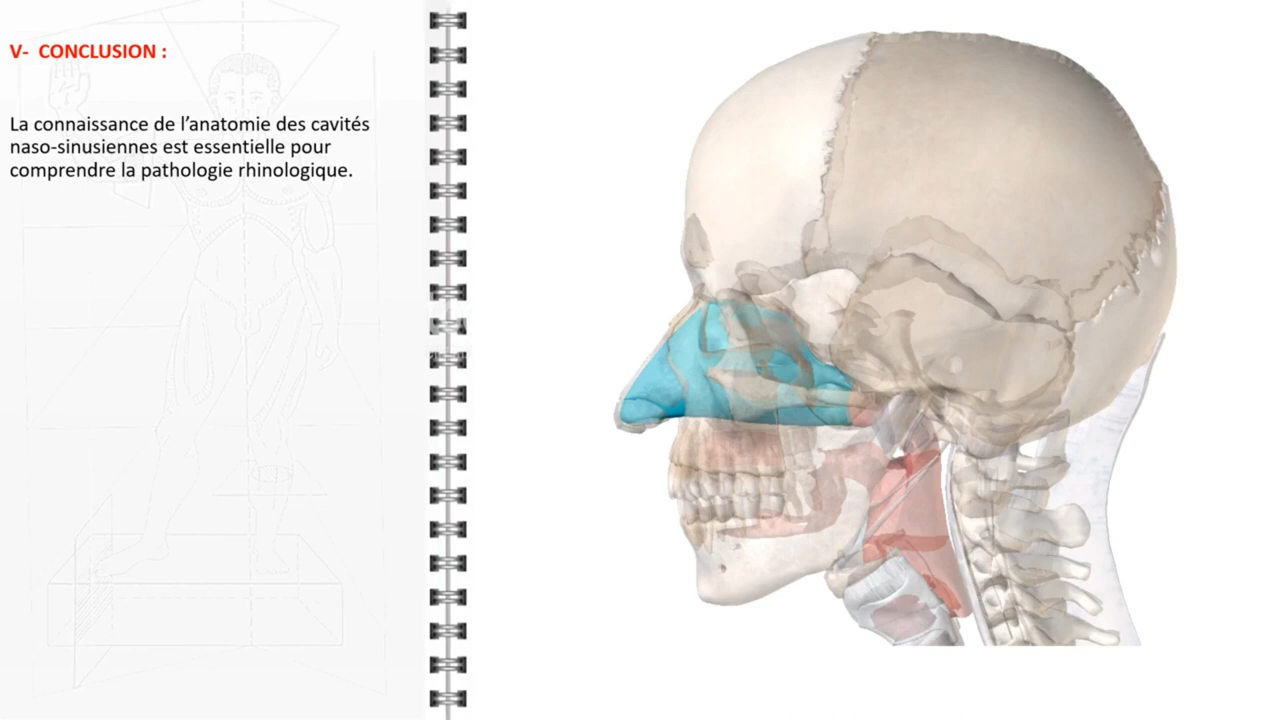 V- CONCLUSION :
La connaissance de l’anatomie des cavités
naso-sinusiennes est essentielle pour
comprendre la pathologie rhinologique.